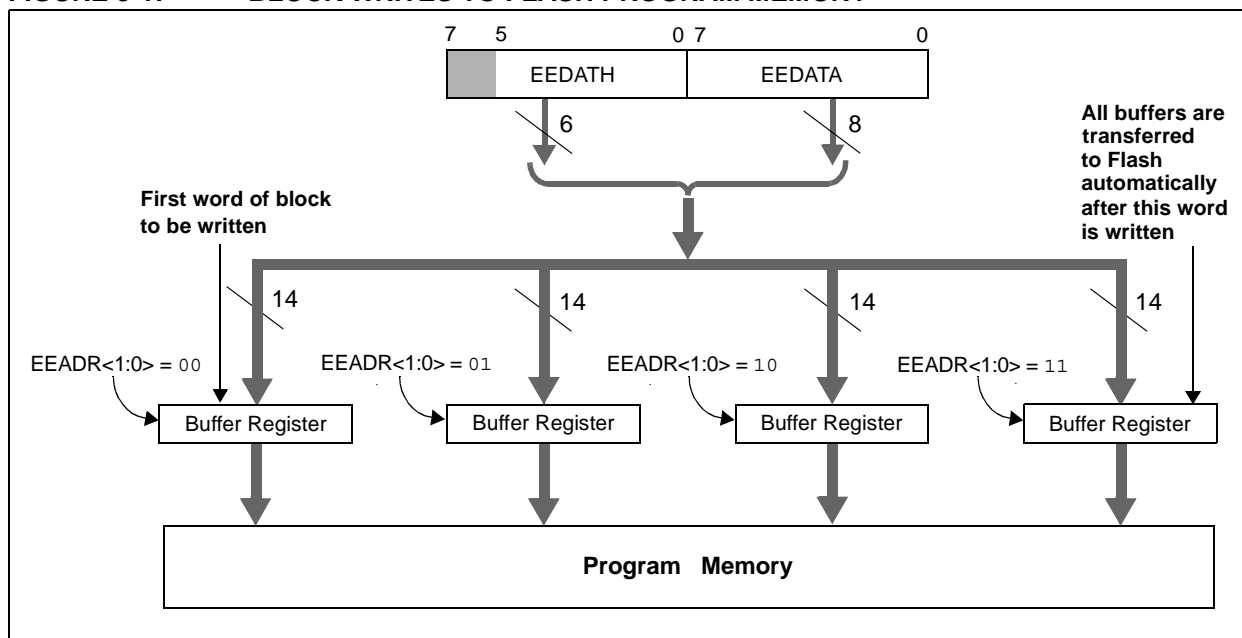 7 5 0 7 0
EEDATH EEDATA
6 8
All buffers are
transferred
to Flash
automatically
after this word
is written
First word of block
to be written
14 14 14 14
EEADR<1:0> = 00 EEADR<1:0> = 01 EEADR<1:0> = 10 EEADR<1:0> = 11
Buffer Register Buffer Register Buffer Register Buffer Register
Program Memory